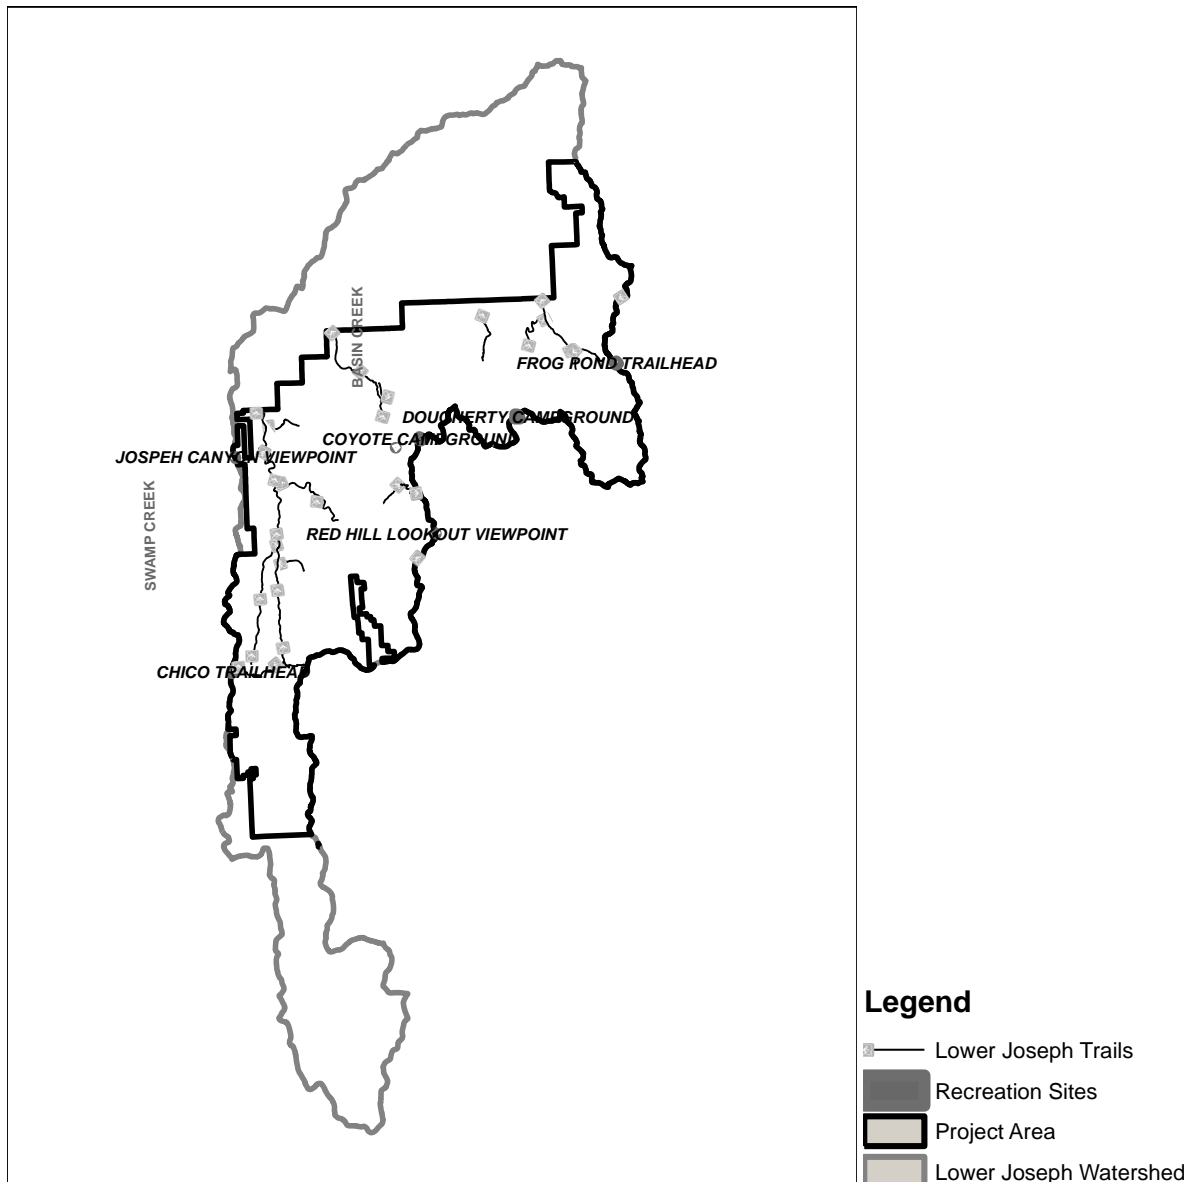 BASIN CREEK
FROG POND TRAILHEAD
DOUGHERTY CAMPGROUND
COYOTE CAMPGROUND
JOSPEH CANYON VIEWPOINT
SWAMP CREEK
RED HILL LOOKOUT VIEWPOINT
CHICO TRAILHEAD
Legend
Lower Joseph Trails
Recreation Sites
Project Area
Lower Joseph Watershed